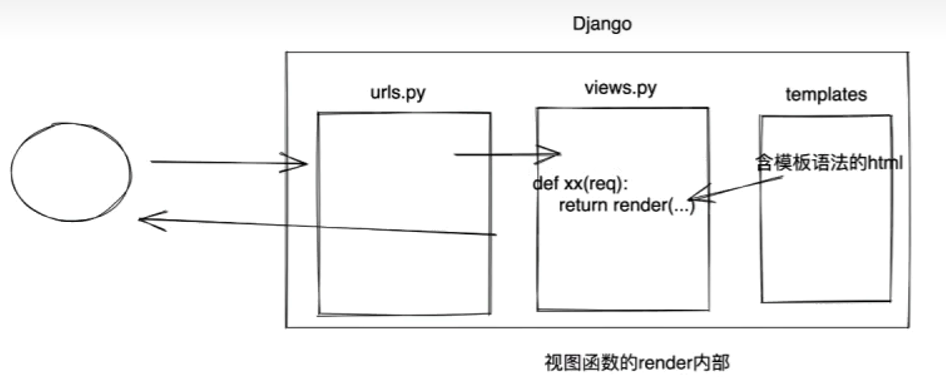 Django
urls.py
views.py
templates
含模板语法的html
def xx(req):
return render(...)
视图函数的render内部